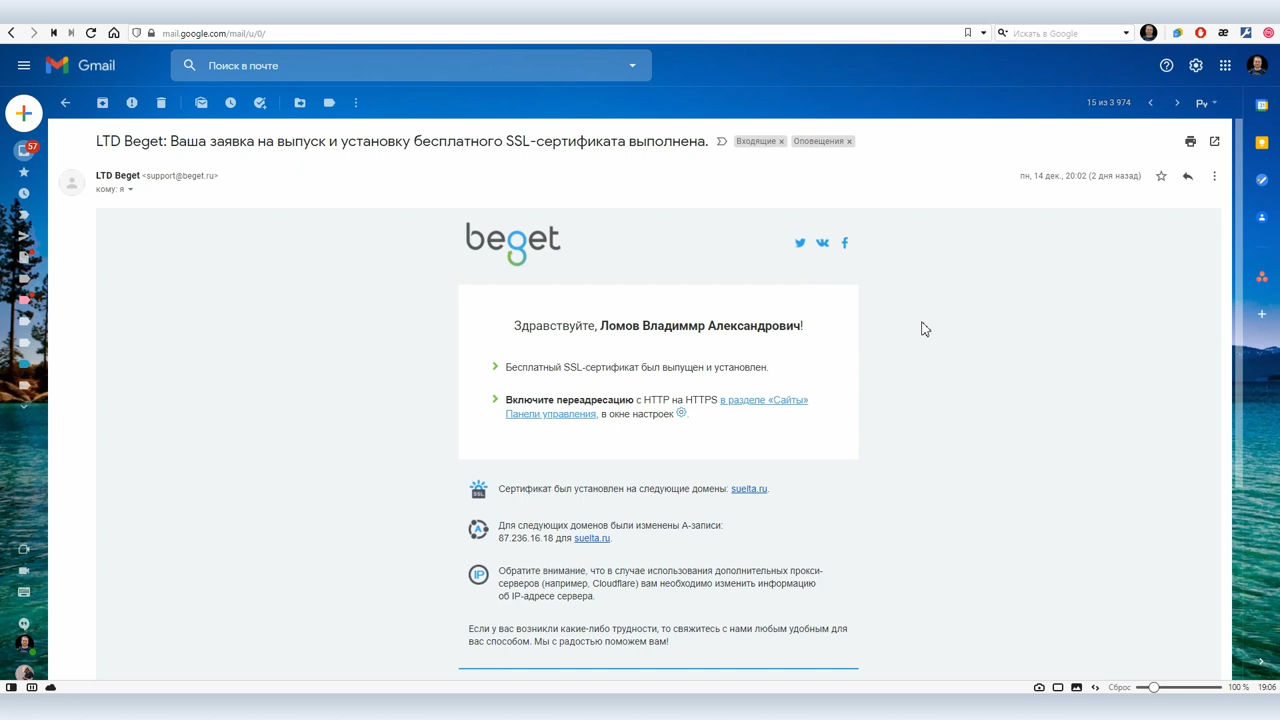 mail.google.com/mail/u/0/
Искать в Google
Gmail
Поиск в почте
15 из 3 974
Ру
57
LTD Beget: Ваша заявка на выпуск и установку бесплатного SSL-сертификата выполнена.
Входящие ×
Оповещения ×
LTD Beget <support@beget.ru>
пн, 14 дек., 20:02 (2 дня назад)
кому: я
beget
Здравствуйте, Ломов Владиммр Александрович!
Бесплатный SSL-сертификат был выпущен и установлен.
Включите переадресацию с HTTP на HTTPS в разделе «Сайты»
Панели управления, в окне настроек .
SSL
Сертификат был установлен на следующие домены: suelta.ru.
A
Для следующих доменов были изменены А-записи:
87.236.16.18 для suelta.ru.
IP
Обратите внимание, что в случае использования дополнительных прокси-
серверов (например, Cloudflare) вам необходимо изменить информацию
об IP-адресе сервера.
Если у вас возникли какие-либо трудности, то свяжитесь с нами любым удобным для
вас способом. Мы с радостью поможем вам!
Сброс
100 %
19:06